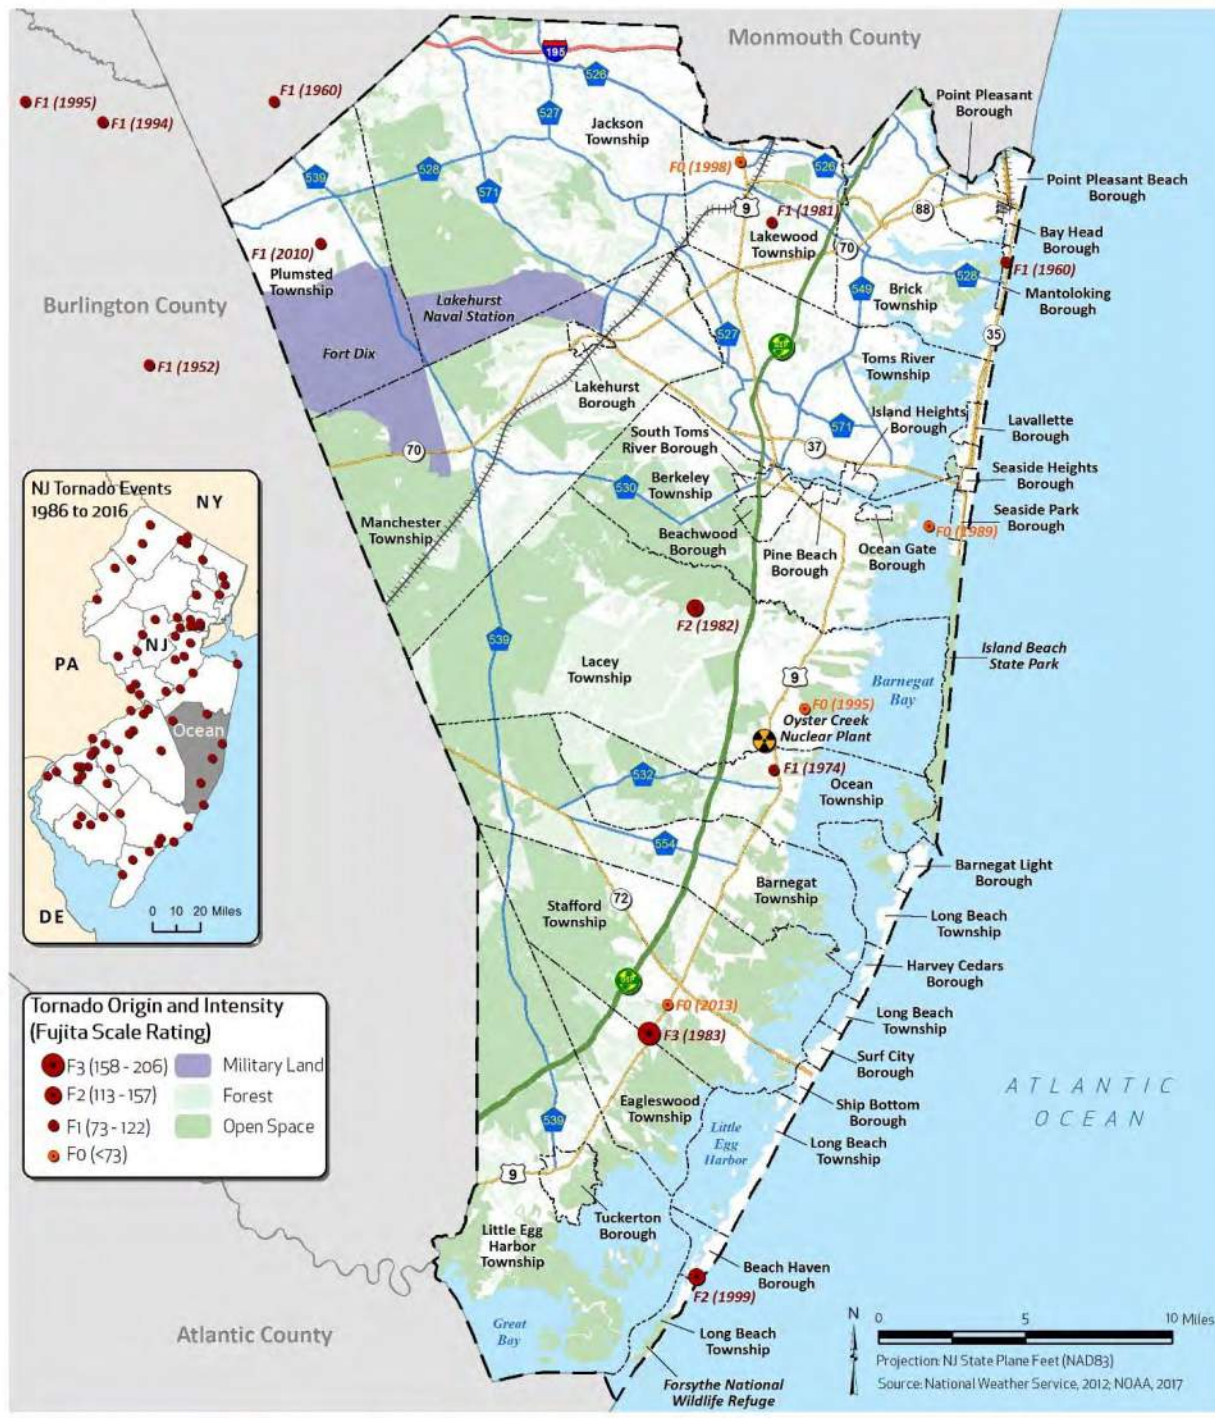 Monmouth County
195
526
F1 (1960)
F1 (1995)
F1 (1994)
527
Jackson
Township
Point Pleasant
Borough
F0 (1998)
526
539
528
571
Point Pleasant Beach
Borough
9
F1 (1981)
88
Lakewood
Township
70
Bay Head
Borough
F1 (2010)
Plumsted
Township
F1 (1960)
528
549
Brick
Township
Mantoloking
Borough
Burlington County
Lakehurst
Naval Station
527
35
Fort Dix
F1 (1952)
Toms River
Township
Lakehurst
Borough
Island Heights
Borough
571
Lavallette
Borough
South Toms
River Borough
37
70
Seaside Heights
Borough
Berkeley
Township
530
Seaside Park
Borough
Manchester
Township
Beachwood
Borough
Pine Beach
Borough
Ocean Gate
Borough
F0 (1989)
NJ Tornado Events
1986 to 2016
NY
PA
NJ
Ocean
DE
0 10 20 Miles
F2 (1982)
539
Island Beach
State Park
Lacey
Township
9
Barnegat
Bay
F0 (1995)
Oyster Creek
Nuclear Plant
F1 (1974)
532
Ocean
Township
554
Barnegat Light
Borough
Barnegat
Township
72
Stafford
Township
Long Beach
Township
Harvey Cedars
Borough
F0 (2013)
F3 (1983)
Long Beach
Township
Surf City
Borough
Tornado Origin and Intensity
(Fujita Scale Rating)
F3 (158 - 206)
F2 (113 - 157)
F1 (73 - 122)
F0 (<73)
Military Land
Forest
Open Space
ATLANTIC
OCEAN
Eagleswood
Township
Ship Bottom
Borough
539
Little
Egg
Harbor
Long Beach
Township
9
Tuckerton
Borough
Little Egg
Harbor
Township
Beach Haven
Borough
F2 (1999)
Great
Bay
Long Beach
Township
Atlantic County
Forsythe National
Wildlife Refuge
N
0 5 10 Miles
Projection: NJ State Plane Feet (NAD83)
Source: National Weather Service, 2012; NOAA, 2017